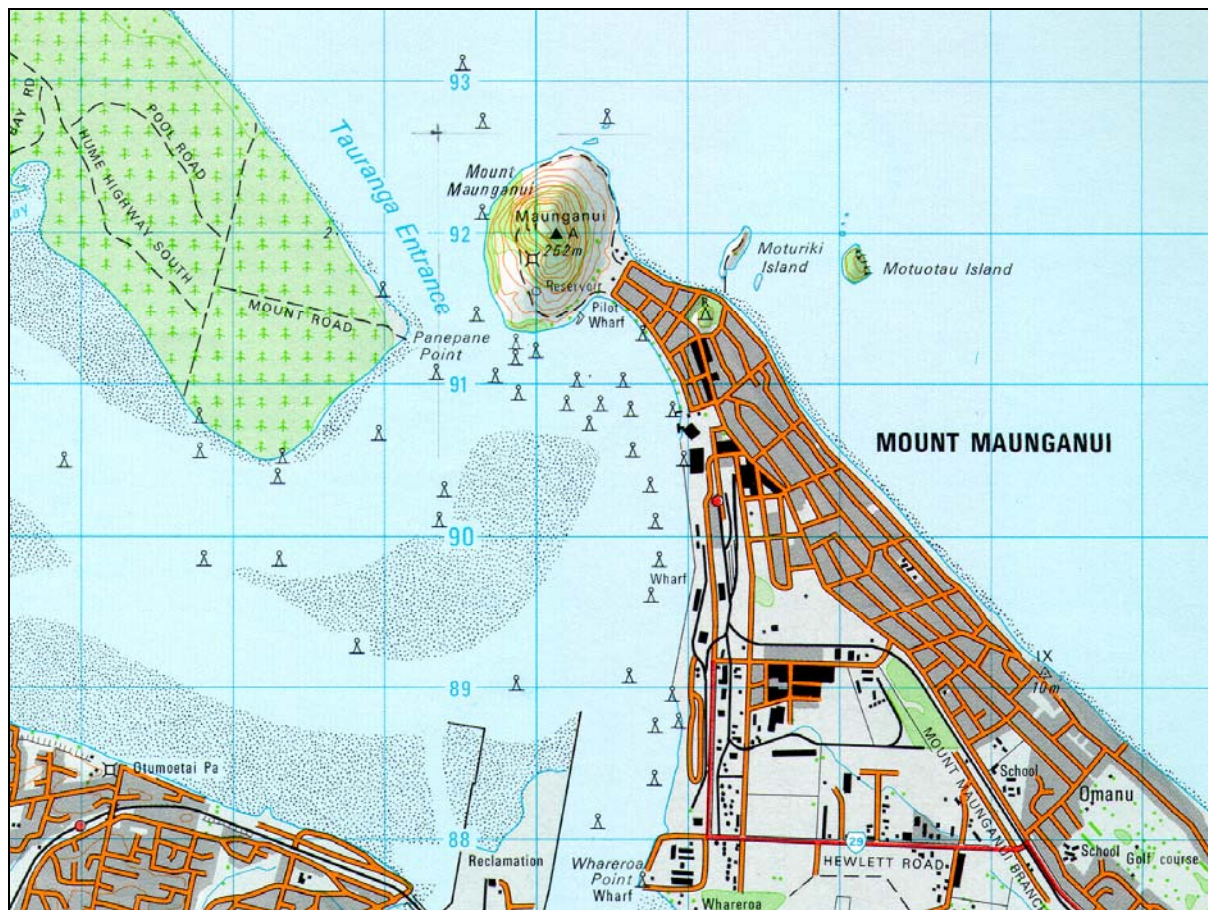 93
BAY RD
POOL ROAD
HUME HIGHWAY SOUTH
Tauranga Entrance
Mount
Maunganui
Maunganui
A
92
252m
2
Moturiki
Island
Motuotau Island
Reservoir
Pilot
Wharf
B
MOUNT ROAD
Panepane
Point
91
MOUNT MAUNGANUI
90
Wharf
IX
10m
89
MOUNT MAUNGANUI BRANCH
Otumoetai Pa
School
Omanu
88
29
Reclamation
Whareroa
Point
Wharf
HEWLETT ROAD
School
Golf course
Whareroa